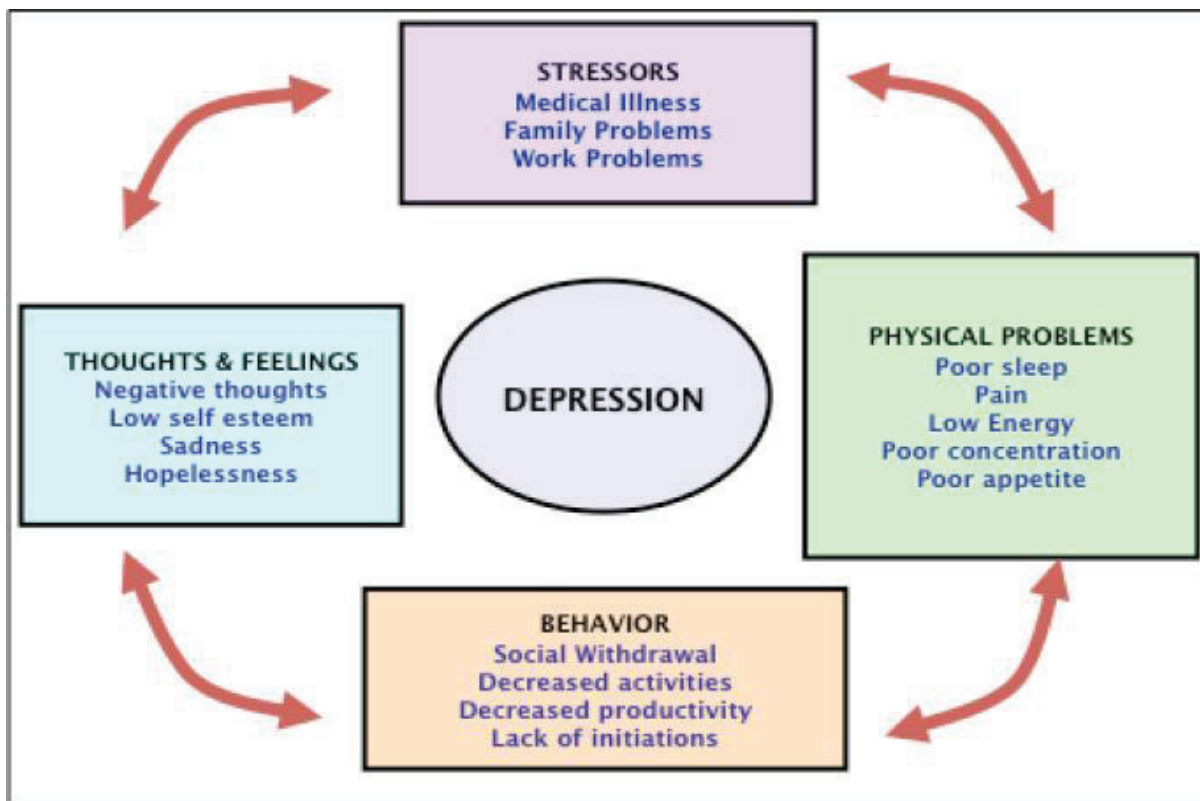 STRESSORS
Medical Illness
Family Problems
Work Problems
THOUGHTS & FEELINGS
Negative thoughts
Low self esteem
Sadness
Hopelessness
DEPRESSION
PHYSICAL PROBLEMS
Poor sleep
Pain
Low Energy
Poor concentration
Poor appetite
BEHAVIOR
Social Withdrawal
Decreased activities
Decreased productivity
Lack of initiations